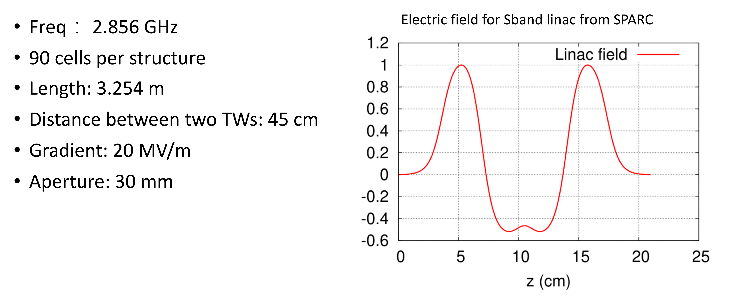 • Freq： 2.856 GHz
• 90 cells per structure
• Length: 3.254 m
• Distance between two TWs: 45 cm
• Gradient: 20 MV/m
• Aperture: 30 mm
Electric field for Sband linac from SPARC
Linac field
1.2
1
0.8
0.6
0.4
0.2
0
-0.2
-0.4
-0.6
0 5 10 15 20 25
z (cm)